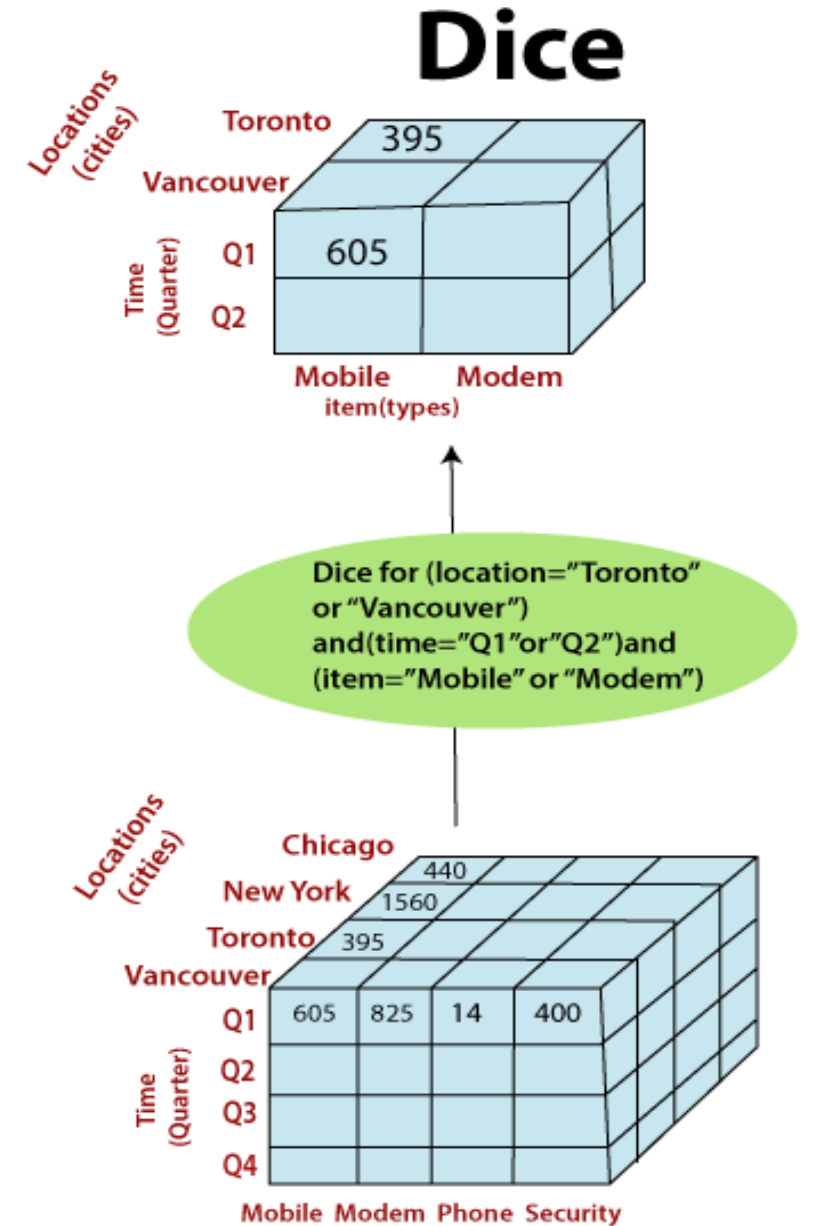 Dice
Locations
(cities)
Toronto
395
Vancouver
Time
(Quarter)
Q1
605
Q2
Mobile Modem
item(types)
Dice for (location=”Toronto”
or “Vancouver”)
and(time=”Q1”or”Q2”)and
(item=”Mobile” or “Modem”)
Locations
(cities)
Chicago
440
New York
1560
Toronto
395
Vancouver
Q1 605 825 14 400
Time
(Quarter)
Q2
Q3
Q4
Mobile Modem Phone Security